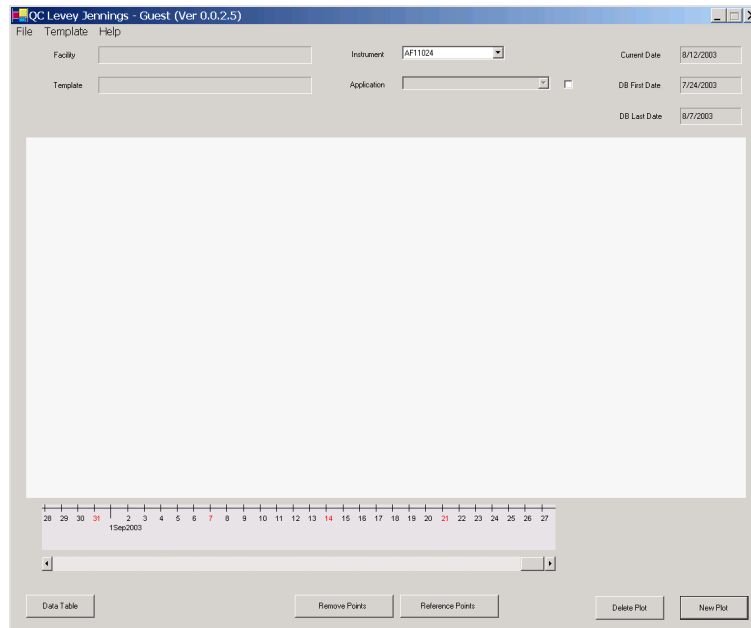 QC Levey Jennings - Guest (Ver 0.0.2.5)
File Template Help
Facility Instrument AF11024 Current Date 8/12/2003
Template Application DB First Date 7/24/2003
DB Last Date 8/7/2003
28 29 30 31 2 3 4 5 6 7 8 9 10 11 12 13 14 15 16 17 18 19 20 21 22 23 24 25 26 27
1Sep2003
Data Table Remove Points Reference Points Delete Plot New Plot